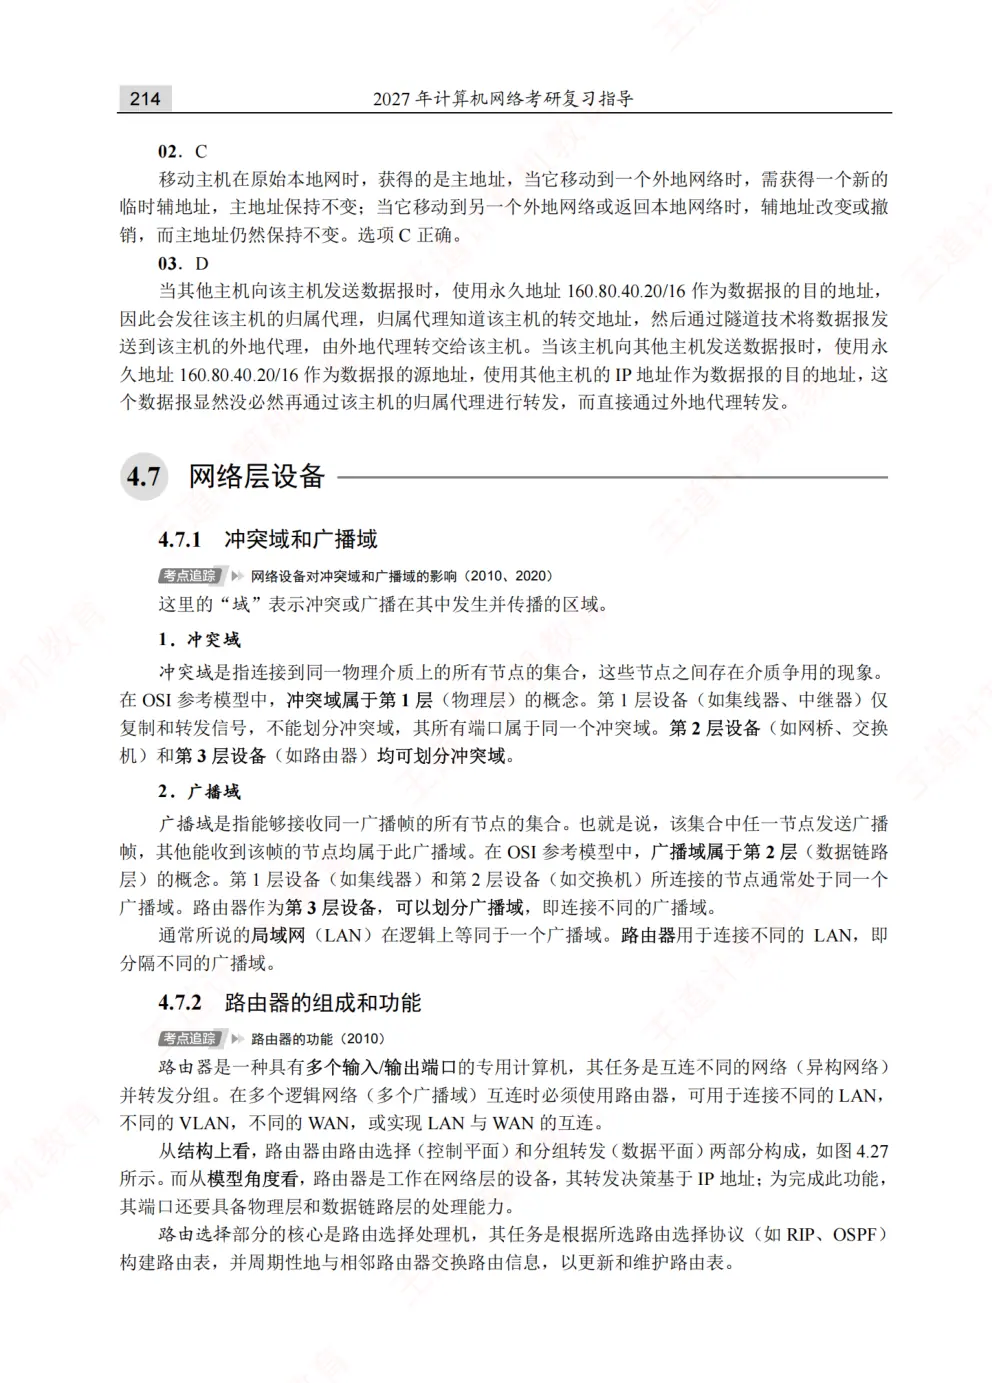 214
2027 年计算机网络考研复习指导
02．C
移动主机在原始本地网时，获得的是主地址，当它移动到一个外地网络时，需获得一个新的
临时辅地址，主地址保持不变；当它移动到另一个外地网络或返回本地网络时，辅地址改变或撤
销，而主地址仍然保持不变。选项 C 正确。
03．D
当其他主机向该主机发送数据报时，使用永久地址 160.80.40.20/16 作为数据报的目的地址，
因此会发往该主机的归属代理，归属代理知道该主机的转交地址，然后通过隧道技术将数据报发
送到该主机的外地代理，由外地代理转交给该主机。当该主机向其他主机发送数据报时，使用永
久地址 160.80.40.20/16 作为数据报的源地址，使用其他主机的 IP 地址作为数据报的目的地址，这
个数据报显然没必然再通过该主机的归属代理进行转发，而直接通过外地代理转发。
4.7 网络层设备
4.7.1 冲突域和广播域
考点追踪 网络设备对冲突域和广播域的影响（2010、2020）
这里的“域”表示冲突或广播在其中发生并传播的区域。
1．冲突域
冲突域是指连接到同一物理介质上的所有节点的集合，这些节点之间存在介质争用的现象。
在 OSI 参考模型中，冲突域属于第 1 层（物理层）的概念。第 1 层设备（如集线器、中继器）仅
复制和转发信号，不能划分冲突域，其所有端口属于同一个冲突域。第 2 层设备（如网桥、交换
机）和第 3 层设备（如路由器）均可划分冲突域。
2．广播域
广播域是指能够接收同一广播帧的所有节点的集合。也就是说，该集合中任一节点发送广播
帧，其他能收到该帧的节点均属于此广播域。在 OSI 参考模型中，广播域属于第 2 层（数据链路
层）的概念。第 1 层设备（如集线器）和第 2 层设备（如交换机）所连接的节点通常处于同一个
广播域。路由器作为第 3 层设备，可以划分广播域，即连接不同的广播域。
通常所说的局域网（LAN）在逻辑上等同于一个广播域。路由器用于连接不同的 LAN，即
分隔不同的广播域。
4.7.2 路由器的组成和功能
考点追踪 路由器的功能（2010）
路由器是一种具有多个输入/输出端口的专用计算机，其任务是互连不同的网络（异构网络）
并转发分组。在多个逻辑网络（多个广播域）互连时必须使用路由器，可用于连接不同的 LAN，
不同的 VLAN，不同的 WAN，或实现 LAN 与 WAN 的互连。
从结构上看，路由器由路由选择（控制平面）和分组转发（数据平面）两部分构成，如图 4.27
所示。而从模型角度看，路由器是工作在网络层的设备，其转发决策基于 IP 地址；为完成此功能，
其端口还要具备物理层和数据链路层的处理能力。
路由选择部分的核心是路由选择处理机，其任务是根据所选路由选择协议（如 RIP、OSPF）
构建路由表，并周期性地与相邻路由器交换路由信息，以更新和维护路由表。